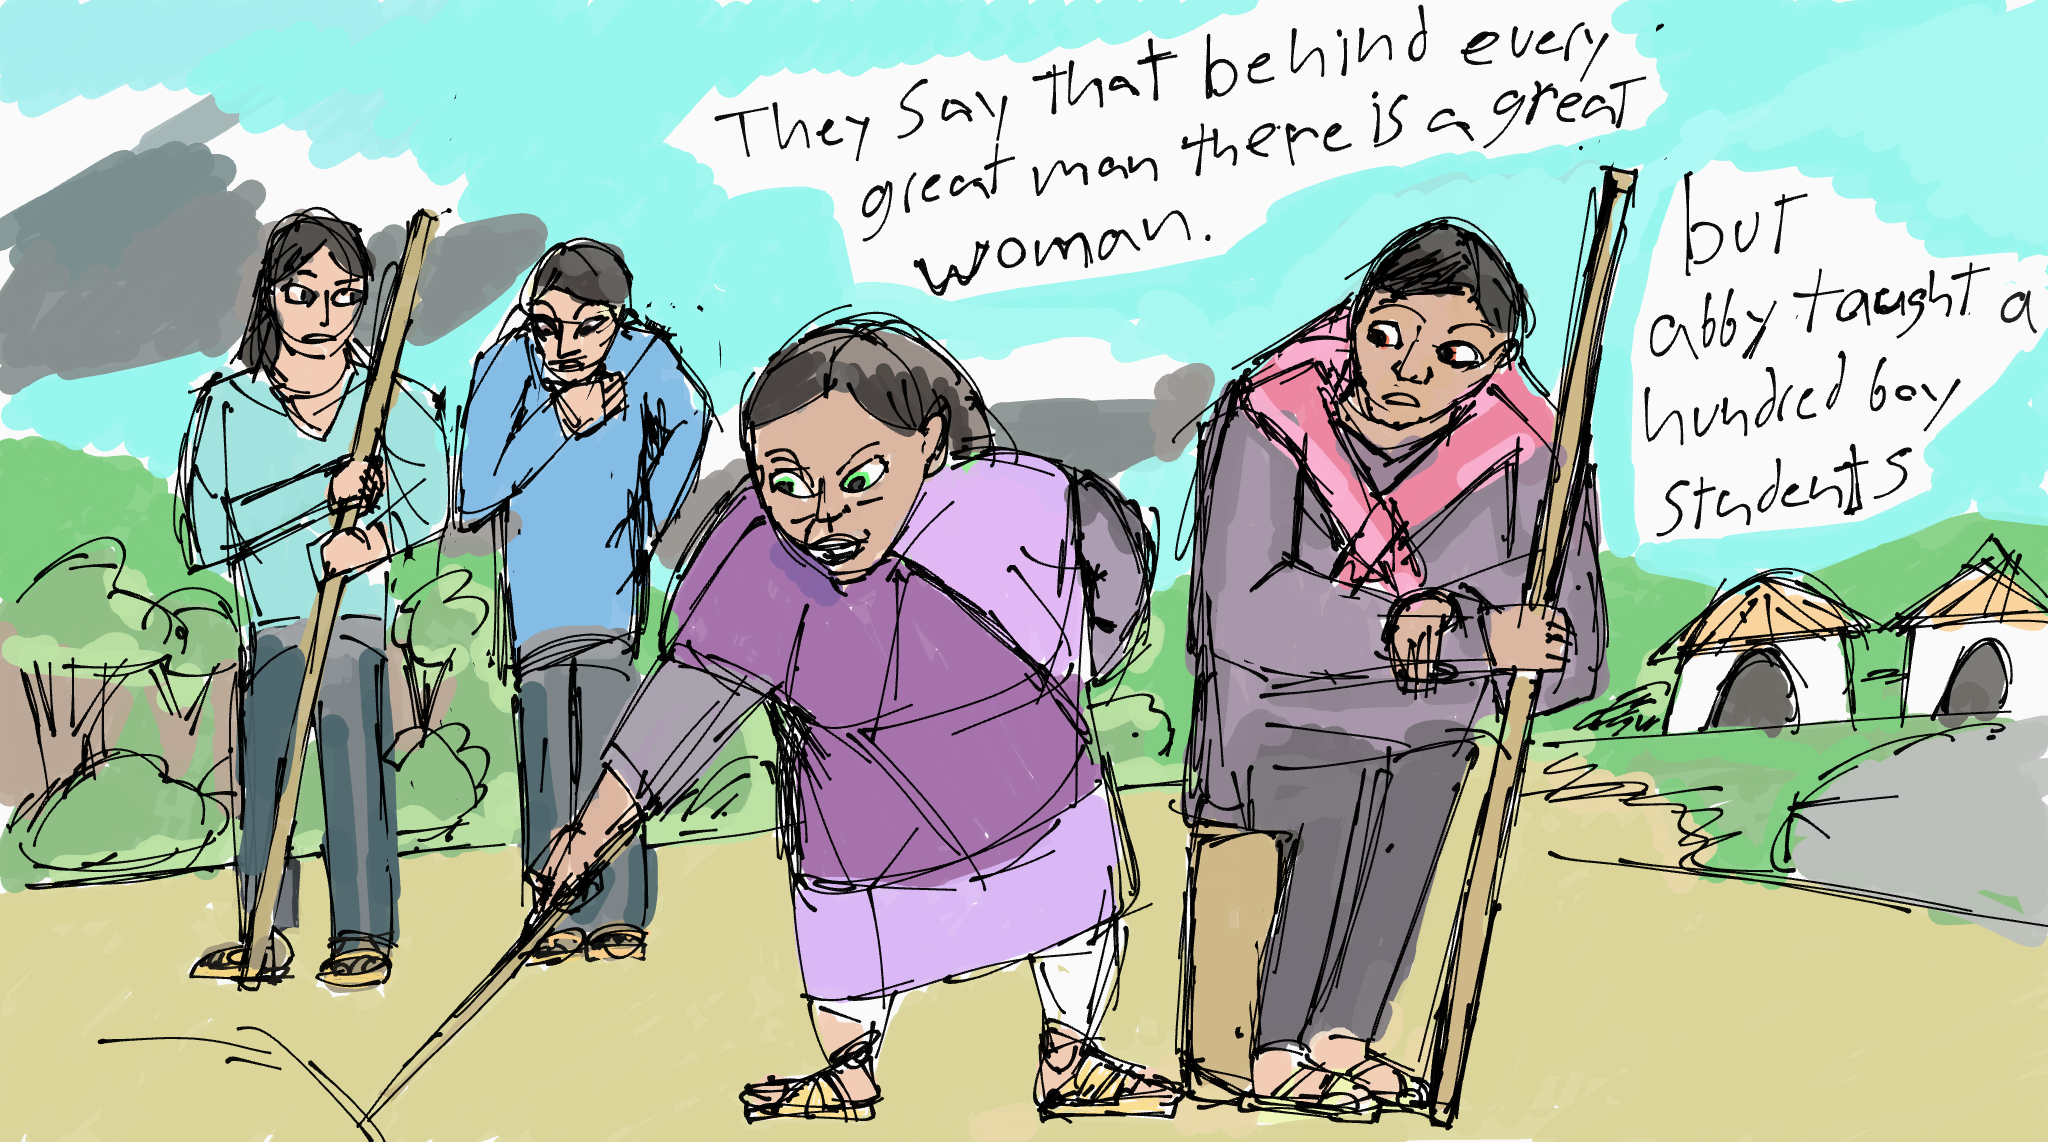 They say that behind every
great man there is a great
woman.
but
abby taught a
hundred boy
students